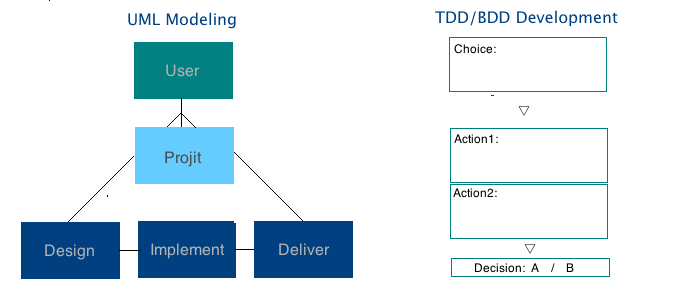 UML Modeling
User
Projit
Design
Implement
Deliver
TDD/BDD Development
Choice:
Action1:
Action2:
Decision: A / B